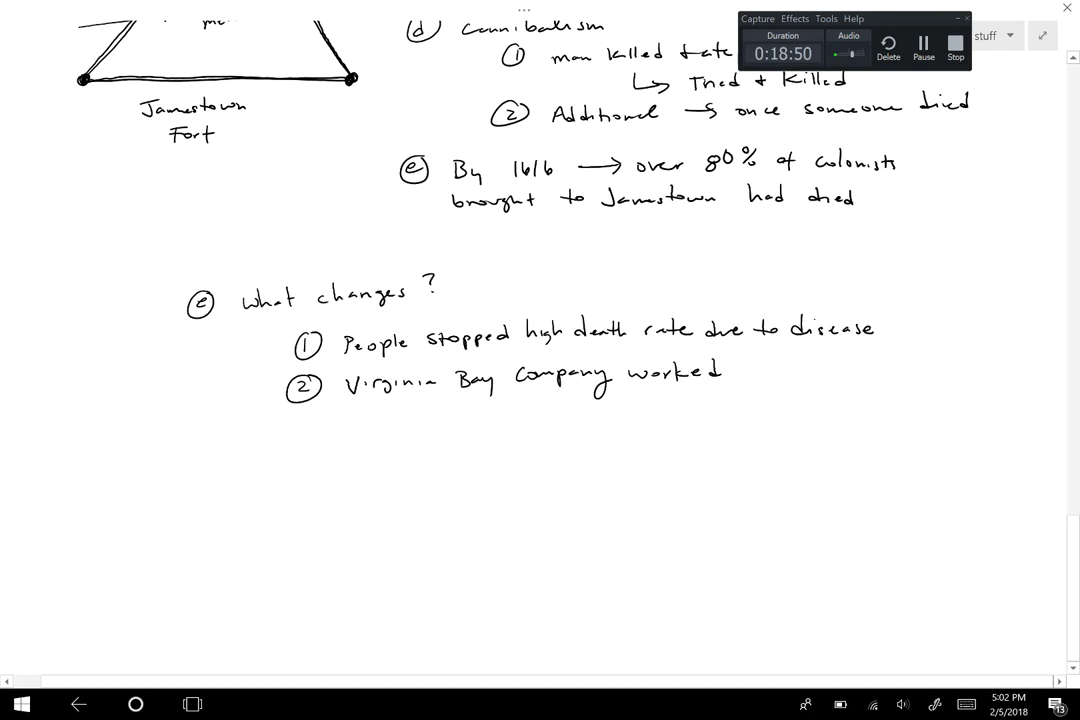 Jamestown
Fort
(d) Cannibalism
(1) man killed + ate
↳ Tried + Killed
(2) Additional → once someone died
(e) By 1616 → over 80% of colonists
brought to Jamestown had died
(e) What changes?
(1) People stopped high death rate due to disease
(2) Virginia Bay Company worked
Capture Effects Tools Help
Duration Audio
0:18:50 Delete Pause Stop
stuff
5:02 PM
2/5/2018
13